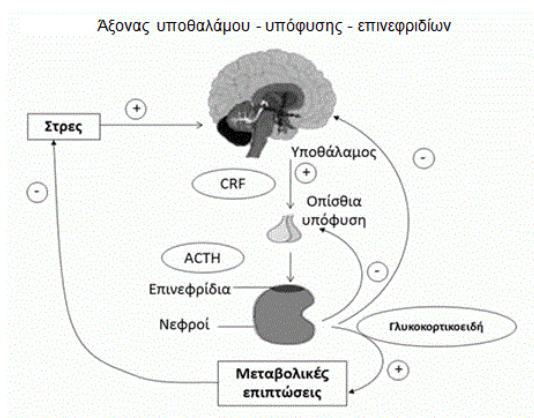 Άξονας υποθαλάμου - υπόφυσης - επινεφριδίων
+
Στρες
Υποθάλαμος
-
+
CRF
-
Οπίσθια
υπόφυση
ACTH
-
Επινεφρίδια
Νεφροί
Γλυκοκορτικοειδή
+
Μεταβολικές
επιπτώσεις